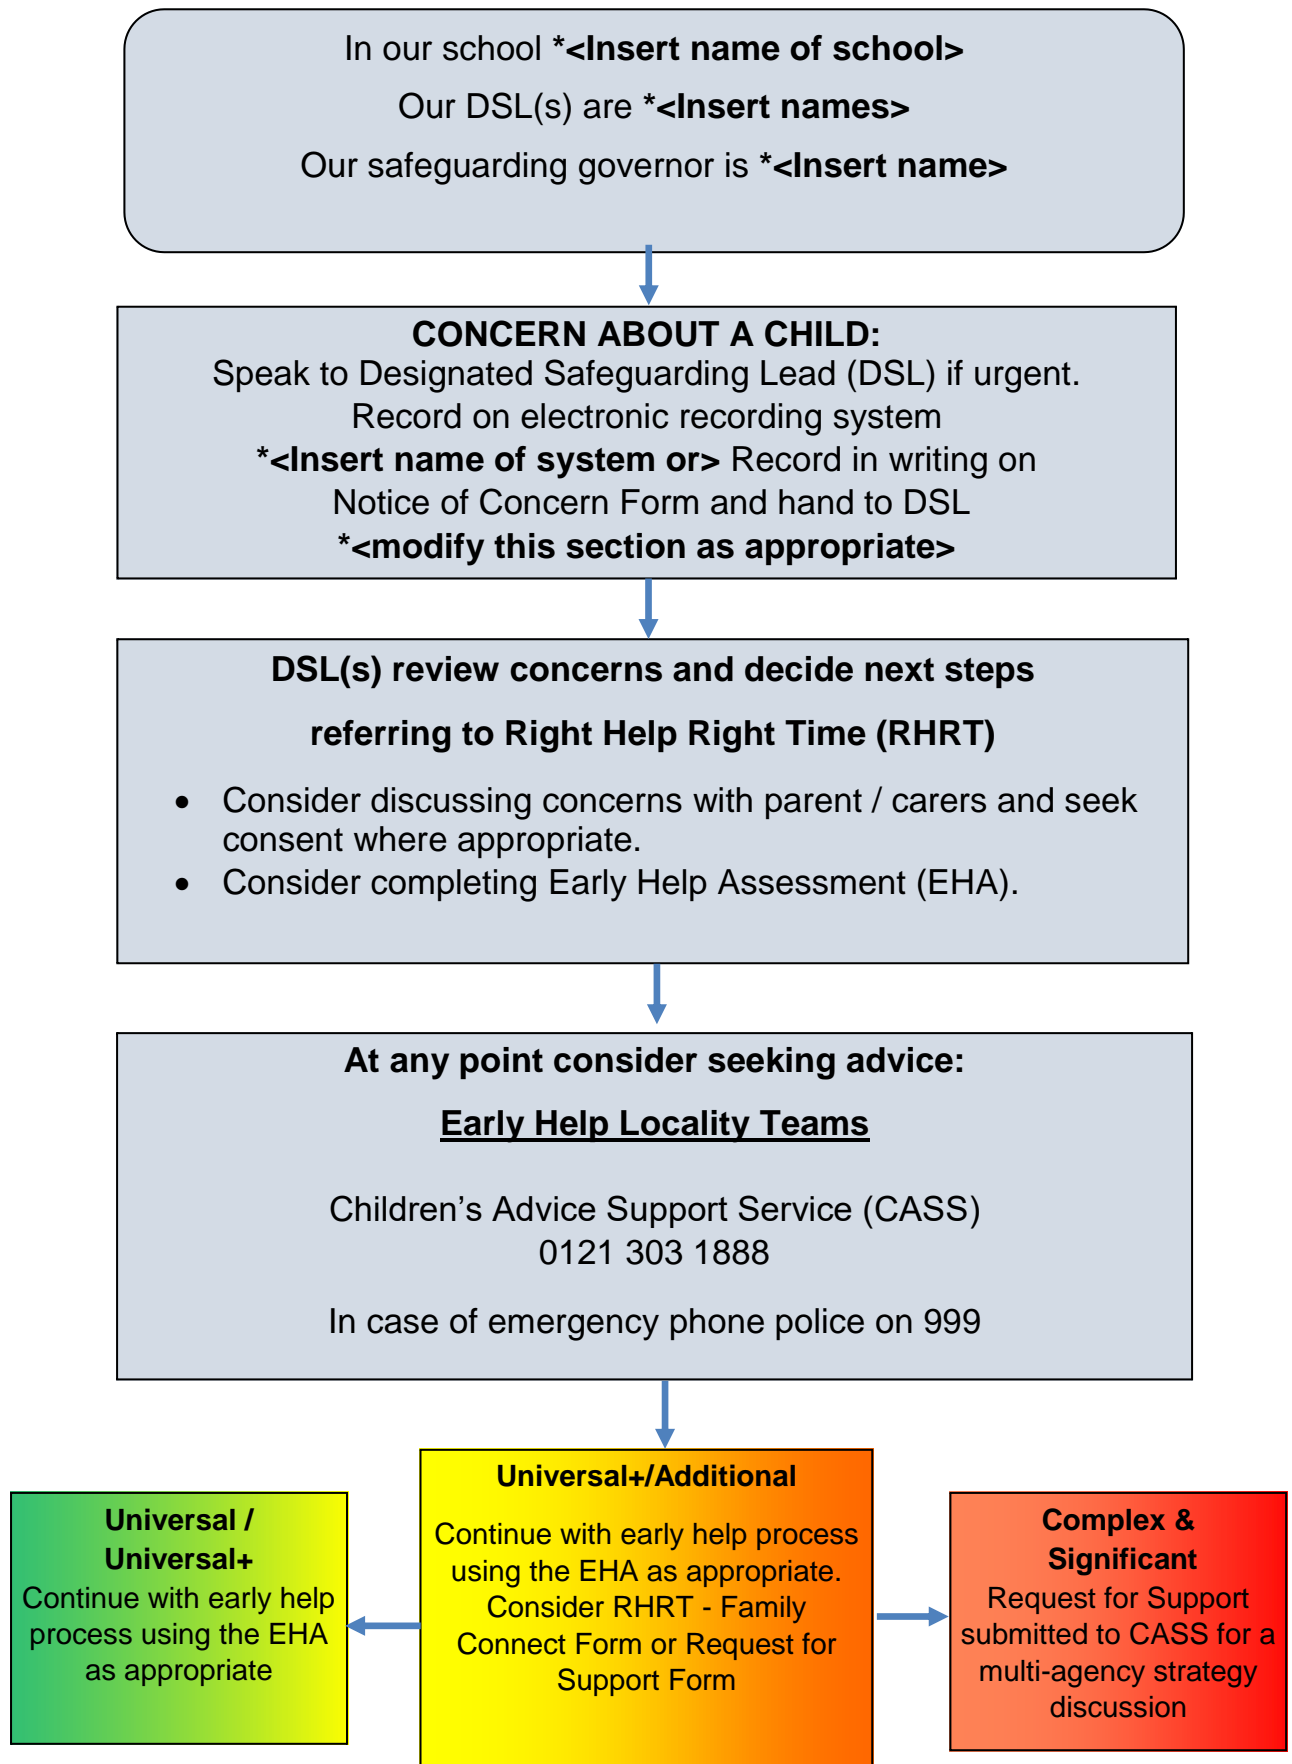 In our school *<Insert name of school>
Our DSL(s) are *<Insert names>
Our safeguarding governor is *<Insert name>
CONCERN ABOUT A CHILD:
Speak to Designated Safeguarding Lead (DSL) if urgent.
Record on electronic recording system
*<Insert name of system or> Record in writing on
Notice of Concern Form and hand to DSL
*<modify this section as appropriate>
DSL(s) review concerns and decide next steps
referring to Right Help Right Time (RHRT)
• Consider discussing concerns with parent / carers and seek
consent where appropriate.
• Consider completing Early Help Assessment (EHA).
At any point consider seeking advice:
Early Help Locality Teams
Children’s Advice Support Service (CASS)
0121 303 1888
In case of emergency phone police on 999
Universal /
Universal+
Continue with early help
process using the EHA
as appropriate
Universal+/Additional
Continue with early help process
using the EHA as appropriate.
Consider RHRT - Family
Connect Form or Request for
Support Form
Complex &
Significant
Request for Support
submitted to CASS for a
multi-agency strategy
discussion